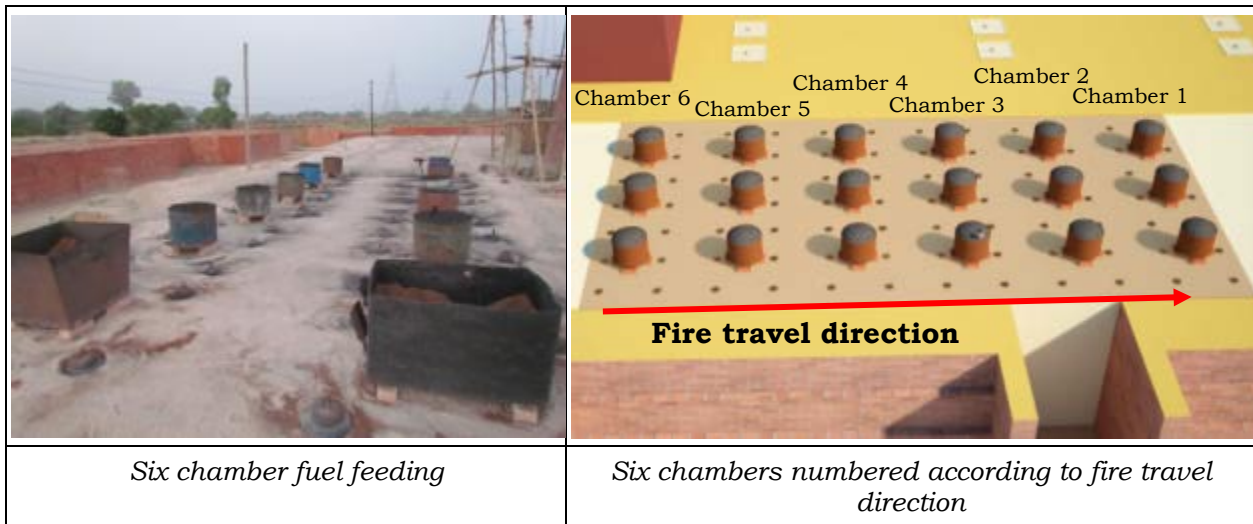 Chamber 6
Chamber 5
Chamber 4
Chamber 3
Chamber 2
Chamber 1
Fire travel direction
Six chamber fuel feeding
Six chambers numbered according to fire travel
direction